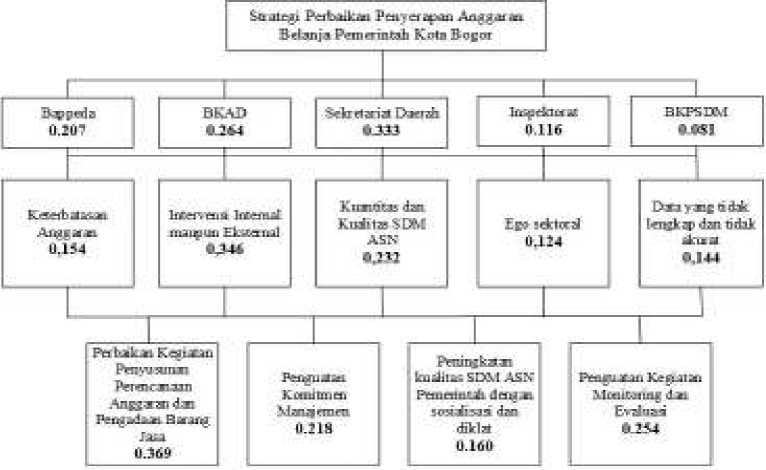 Strategi Perbaikan Penyerapan Anggaran
Belanja Pemerintah Kota Bogor
Bappeda
0.207
BKAD
0.264
Sekretariat Daerah
0.333
Inspektorat
0.116
BKPSDM
0.081
Keterbatasan
Anggaran
0,154
Intervensi Internal
maupun Eksternal
0,346
Kuantitas dan
Kualitas SDM
ASN
0,232
Ego sektoral
0,124
Data yang tidak
lengkap dan tidak
akurat
0,144
Perbaikan Kegiatan
Penyusunan
Perencanaan
Anggaran dan
Pengadaan Barang
Jasa
0.369
Penguatan
Komitmen
Manajemen
0.218
Peningkatan
kualitas SDM ASN
Pemerintah dengan
sosialisasi dan
diklat
0.160
Penguatan Kegiatan
Monitoring dan
Evaluasi
0.254